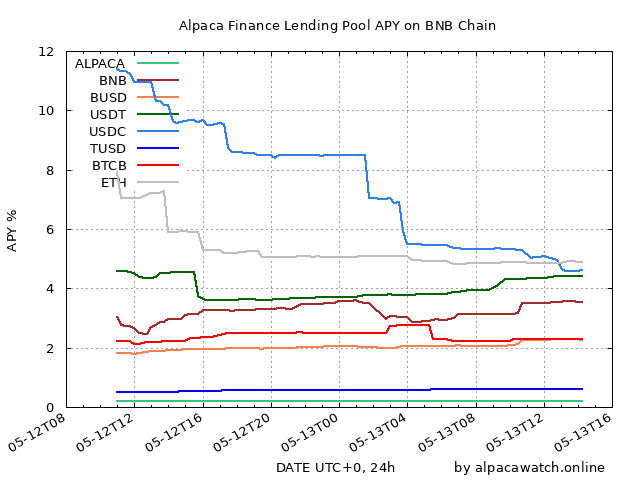 Alpaca Finance Lending Pool APY on BNB Chain
12
10
8
6
4
2
0
APY %
ALPACA
BNB
BUSD
USDT
USDC
TUSD
BTCB
ETH
05-12T08
05-12T12
05-12T16
05-12T20
05-13T00
05-13T04
05-13T08
05-13T12
05-13T16
DATE UTC+0, 24h
by alpacawatch.online